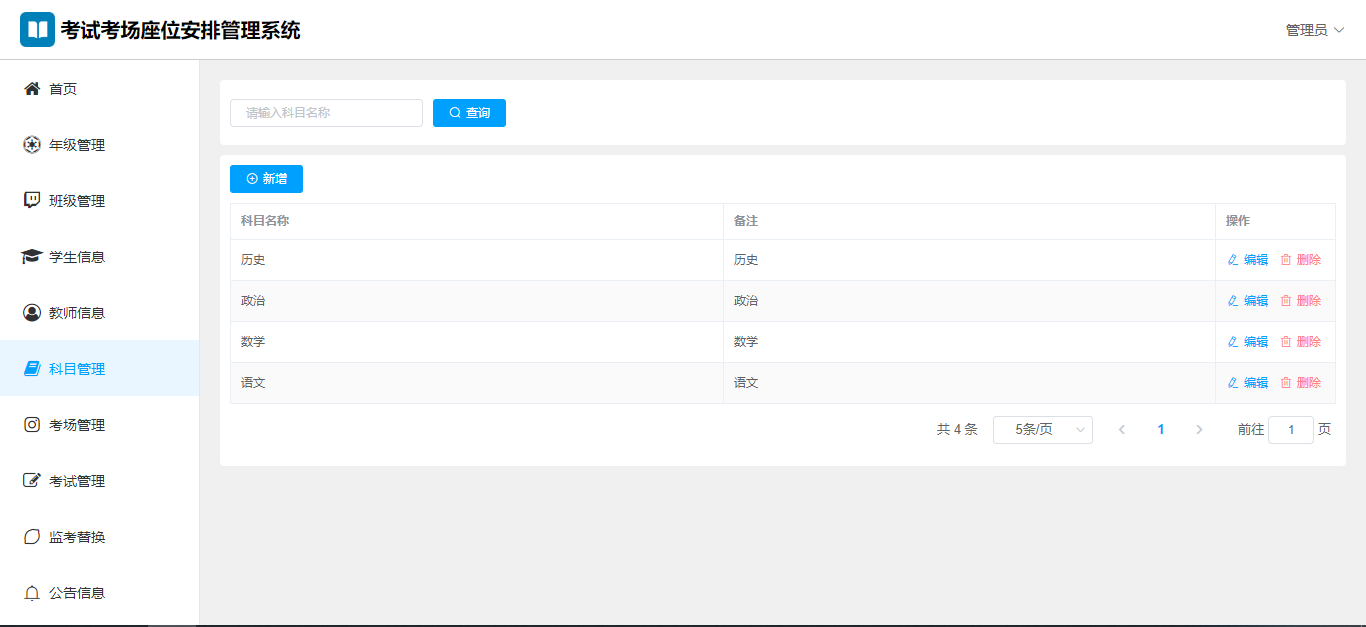 考试考场座位安排管理系统
管理员
首页
年级管理
班级管理
学生信息
教师信息
科目管理
考场管理
考试管理
监考替换
公告信息
请输入科目名称
查询
新增
科目名称 备注 操作
历史 历史 编辑 删除
政治 政治 编辑 删除
数学 数学 编辑 删除
语文 语文 编辑 删除
共 4 条 5条/页 1 前往 1 页